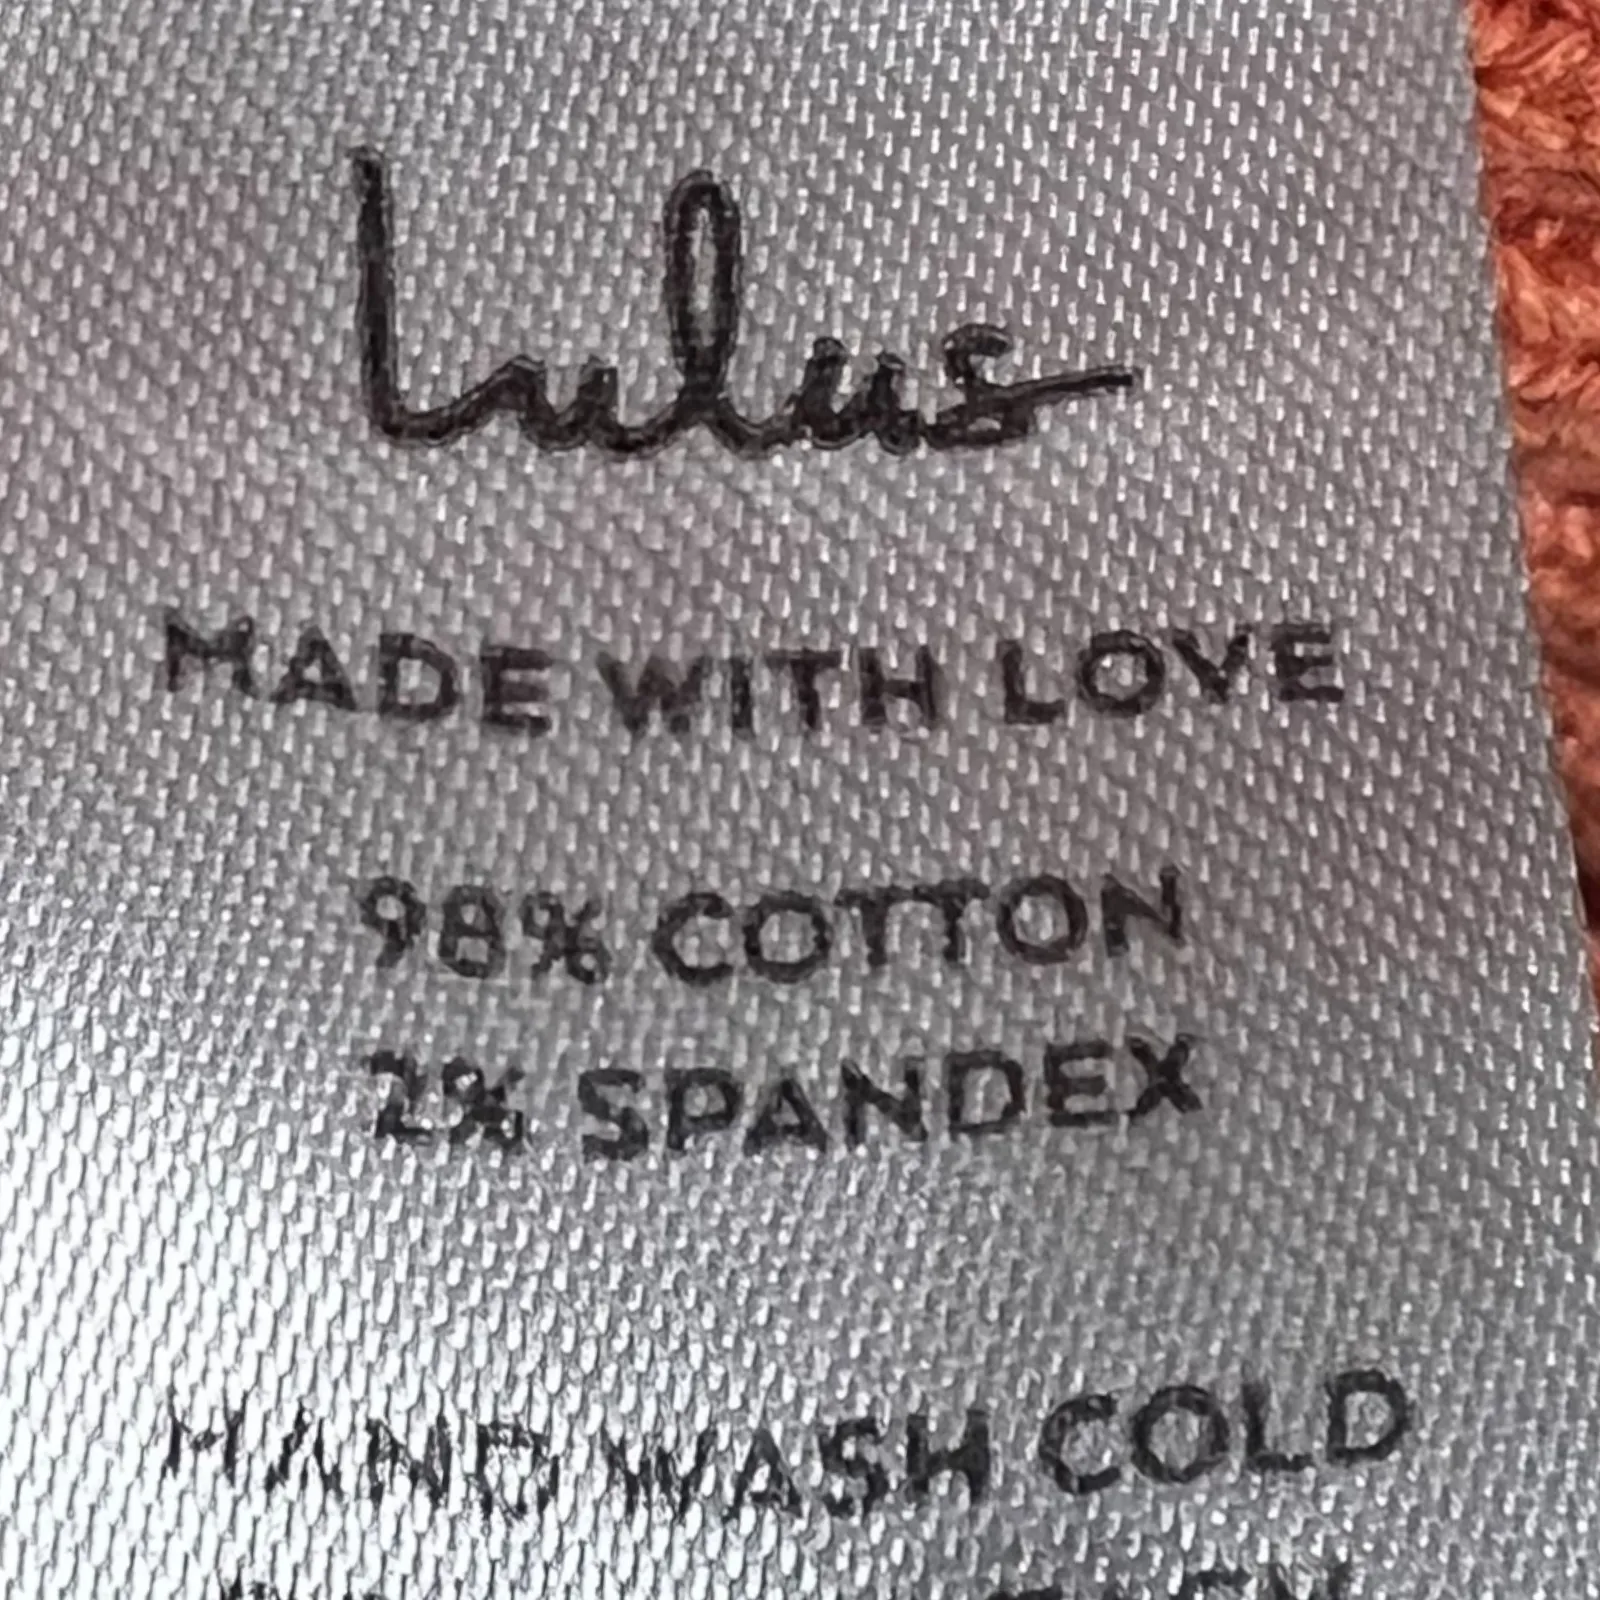 Lulus
MADE WITH LOVE
98% COTTON
2% SPANDEX
HAND WASH COLD